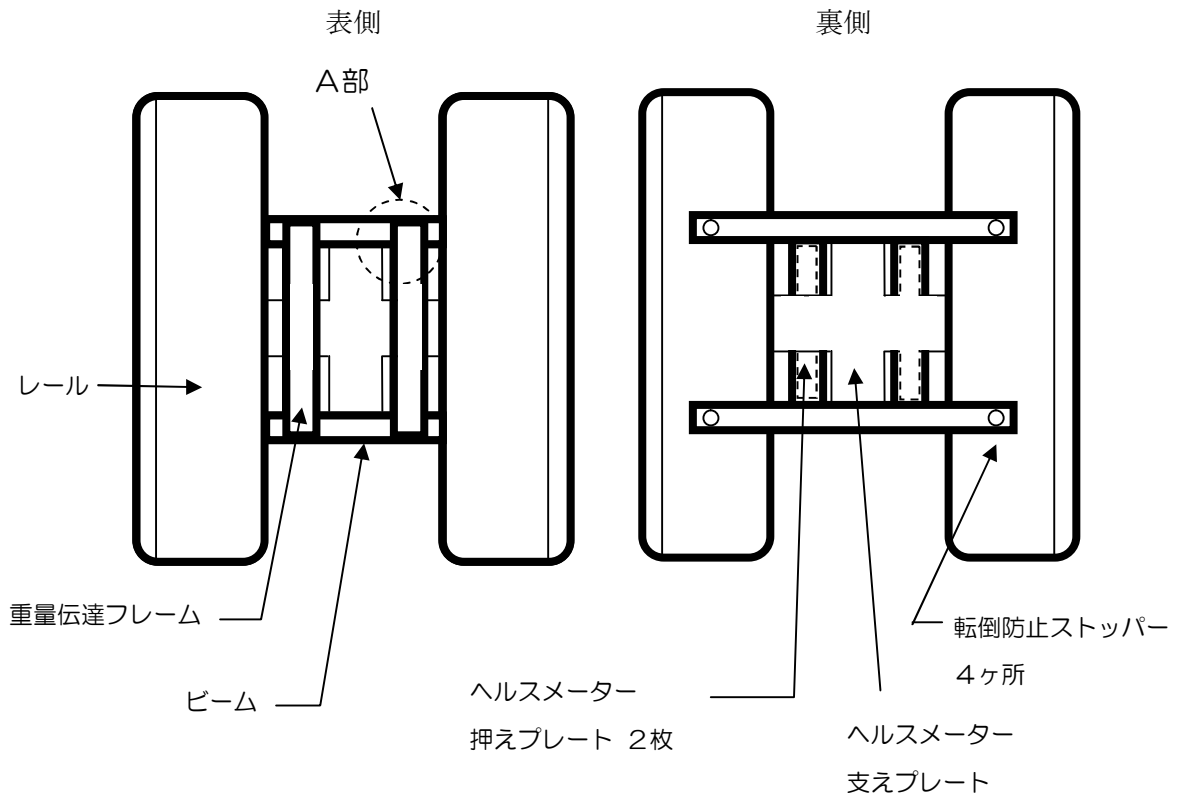 表側
裏側
A部
レール
重量伝達フレーム
ビーム
ヘルスメーター
押えプレート ２枚
ヘルスメーター
支えプレート
転倒防止ストッパー
４ヶ所